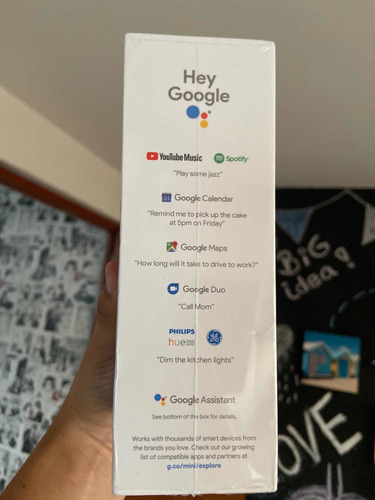 Hey
Google
YouTube Music Spotify
"Play some jazz"
31 Google Calendar
"Remind me to pick up the cake
at 5pm on Friday"
Google Maps
"How long will it take to drive to work?"
Google Duo
"Call Mom"
PHILIPS
hue
GE
"Dim the kitchen lights"
Google Assistant
See bottom of the box for details.
Works with thousands of smart devices from
the brands you love. Check out our growing
list of compatible apps and partners at
g.co/mini/explore
BiG
idea!
OVE